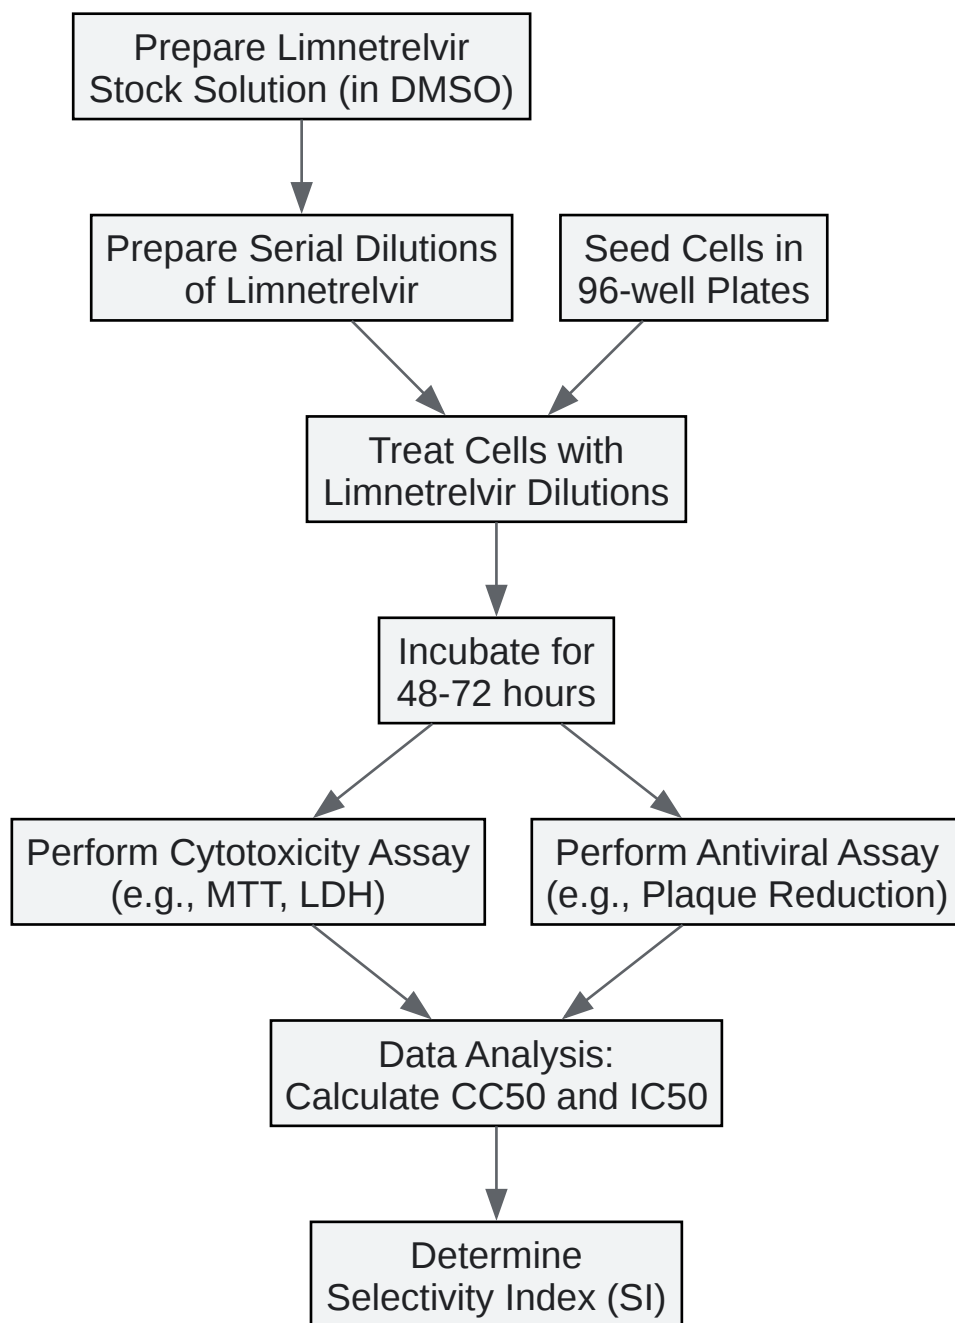 Prepare Limnetrelvir
Stock Solution (in DMSO)
Prepare Serial Dilutions
of Limnetrelvir
Seed Cells in
96-well Plates
Treat Cells with
Limnetrelvir Dilutions
Incubate for
48-72 hours
Perform Cytotoxicity Assay
(e.g., MTT, LDH)
Perform Antiviral Assay
(e.g., Plaque Reduction)
Data Analysis:
Calculate CC50 and IC50
Determine
Selectivity Index (SI)